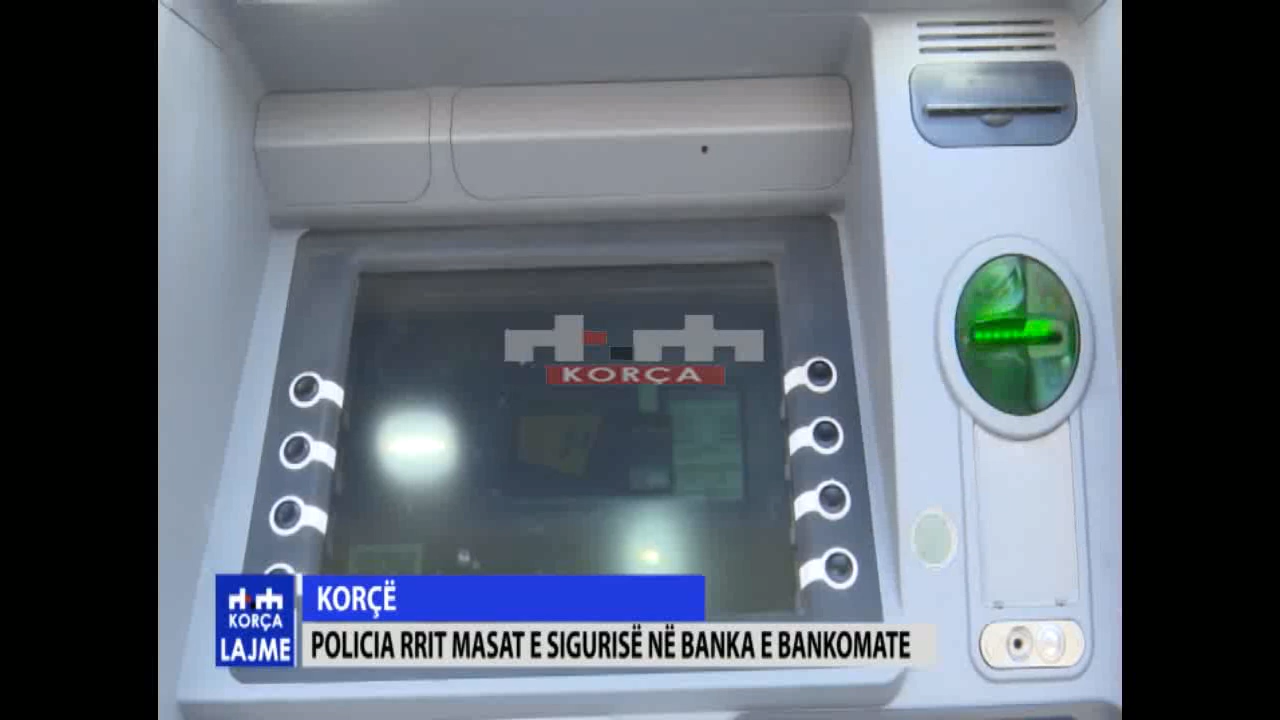 KORÇA
KORÇË
KORÇA
LAJME
POLICIA RRIT MASAT E SIGURISË NË BANKA E BANKOMATE